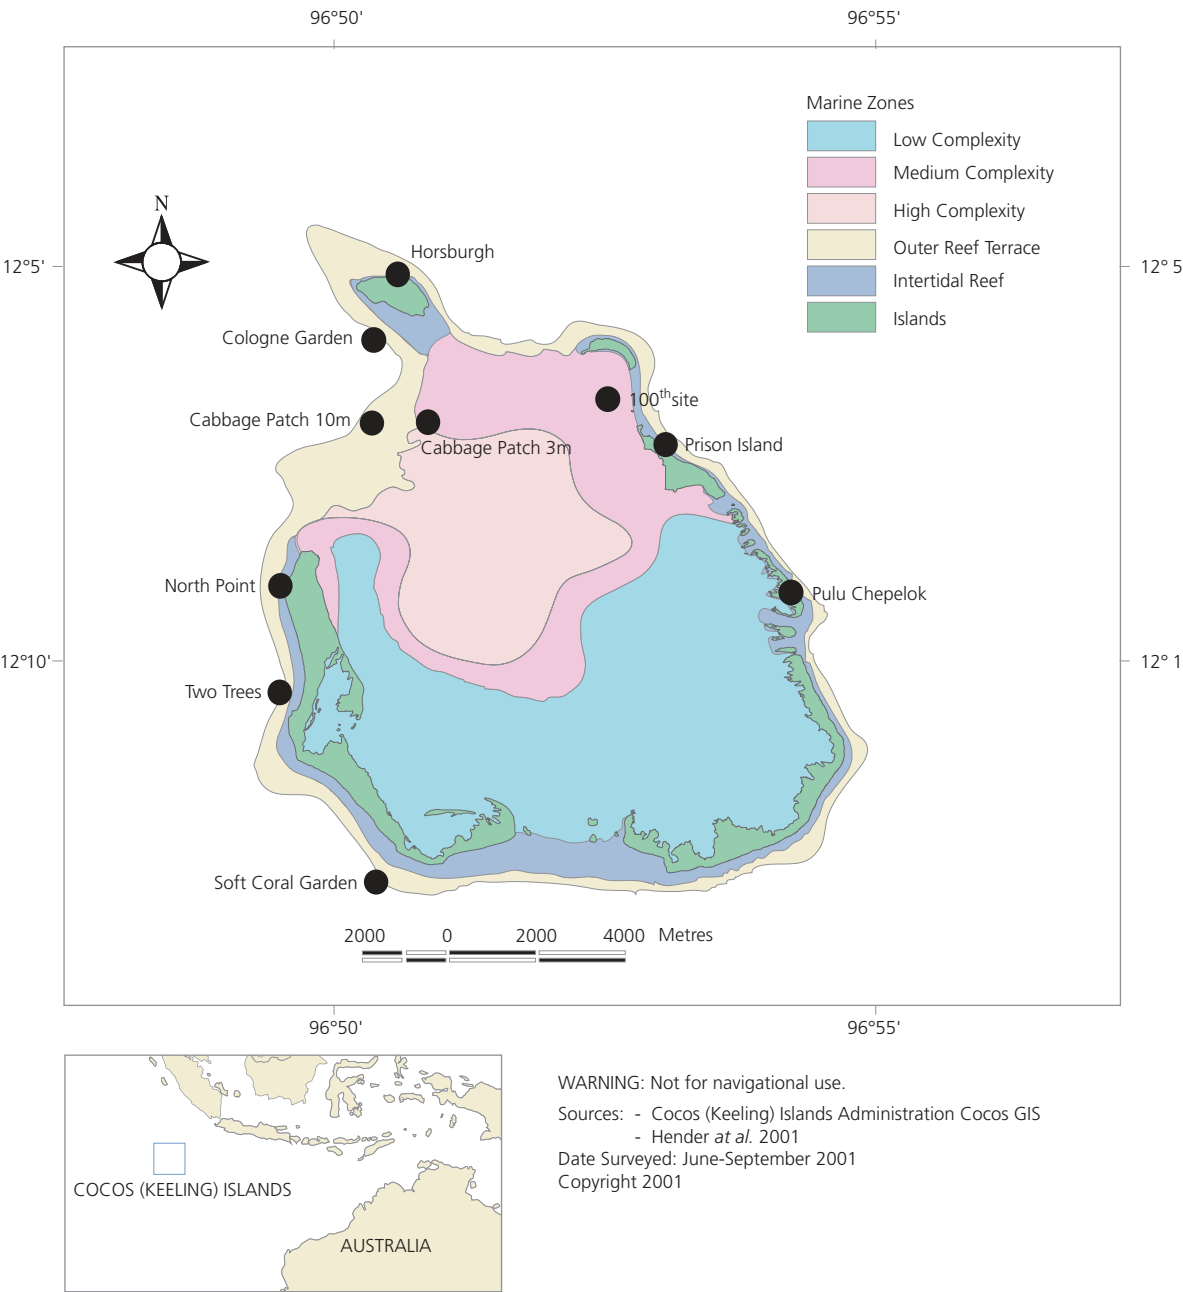 96°50' 96°55'
Marine Zones
Low Complexity
Medium Complexity
High Complexity
Outer Reef Terrace
Intertidal Reef
Islands
N
Horsburgh
12°5' 12° 5
Cologne Garden
100thsite
Cabbage Patch 10m
Cabbage Patch 3m
Prison Island
North Point
Pulu Chepelok
12°10' 12° 1
Two Trees
Soft Coral Garden
2000 0 2000 4000 Metres
96°50' 96°55'
COCOS (KEELING) ISLANDS
AUSTRALIA
WARNING: Not for navigational use.
Sources: - Cocos (Keeling) Islands Administration Cocos GIS
- Hender at al. 2001
Date Surveyed: June-September 2001
Copyright 2001